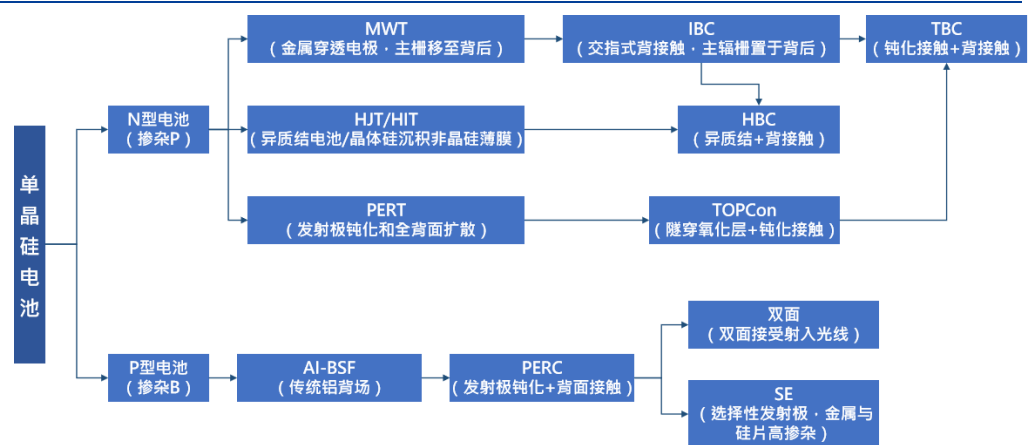 单晶硅电池
N型电池
（掺杂P）
MWT
（金属穿透电极·主栅移至背后）
IBC
（交指式背接触·主辐栅置于背后）
TBC
（钝化接触+背接触）
HJT/HIT
（异质结电池/晶体硅沉积非晶硅薄膜）
HBC
（异质结+背接触）
PERT
（发射极钝化和全背面扩散）
TOPCon
（隧穿氧化层+钝化接触）
P型电池
（掺杂B）
AI-BSF
（传统铝背场）
PERC
（发射极钝化+背面接触）
双面
（双面接受射入光线）
SE
（选择性发射极·金属与
硅片高掺杂）